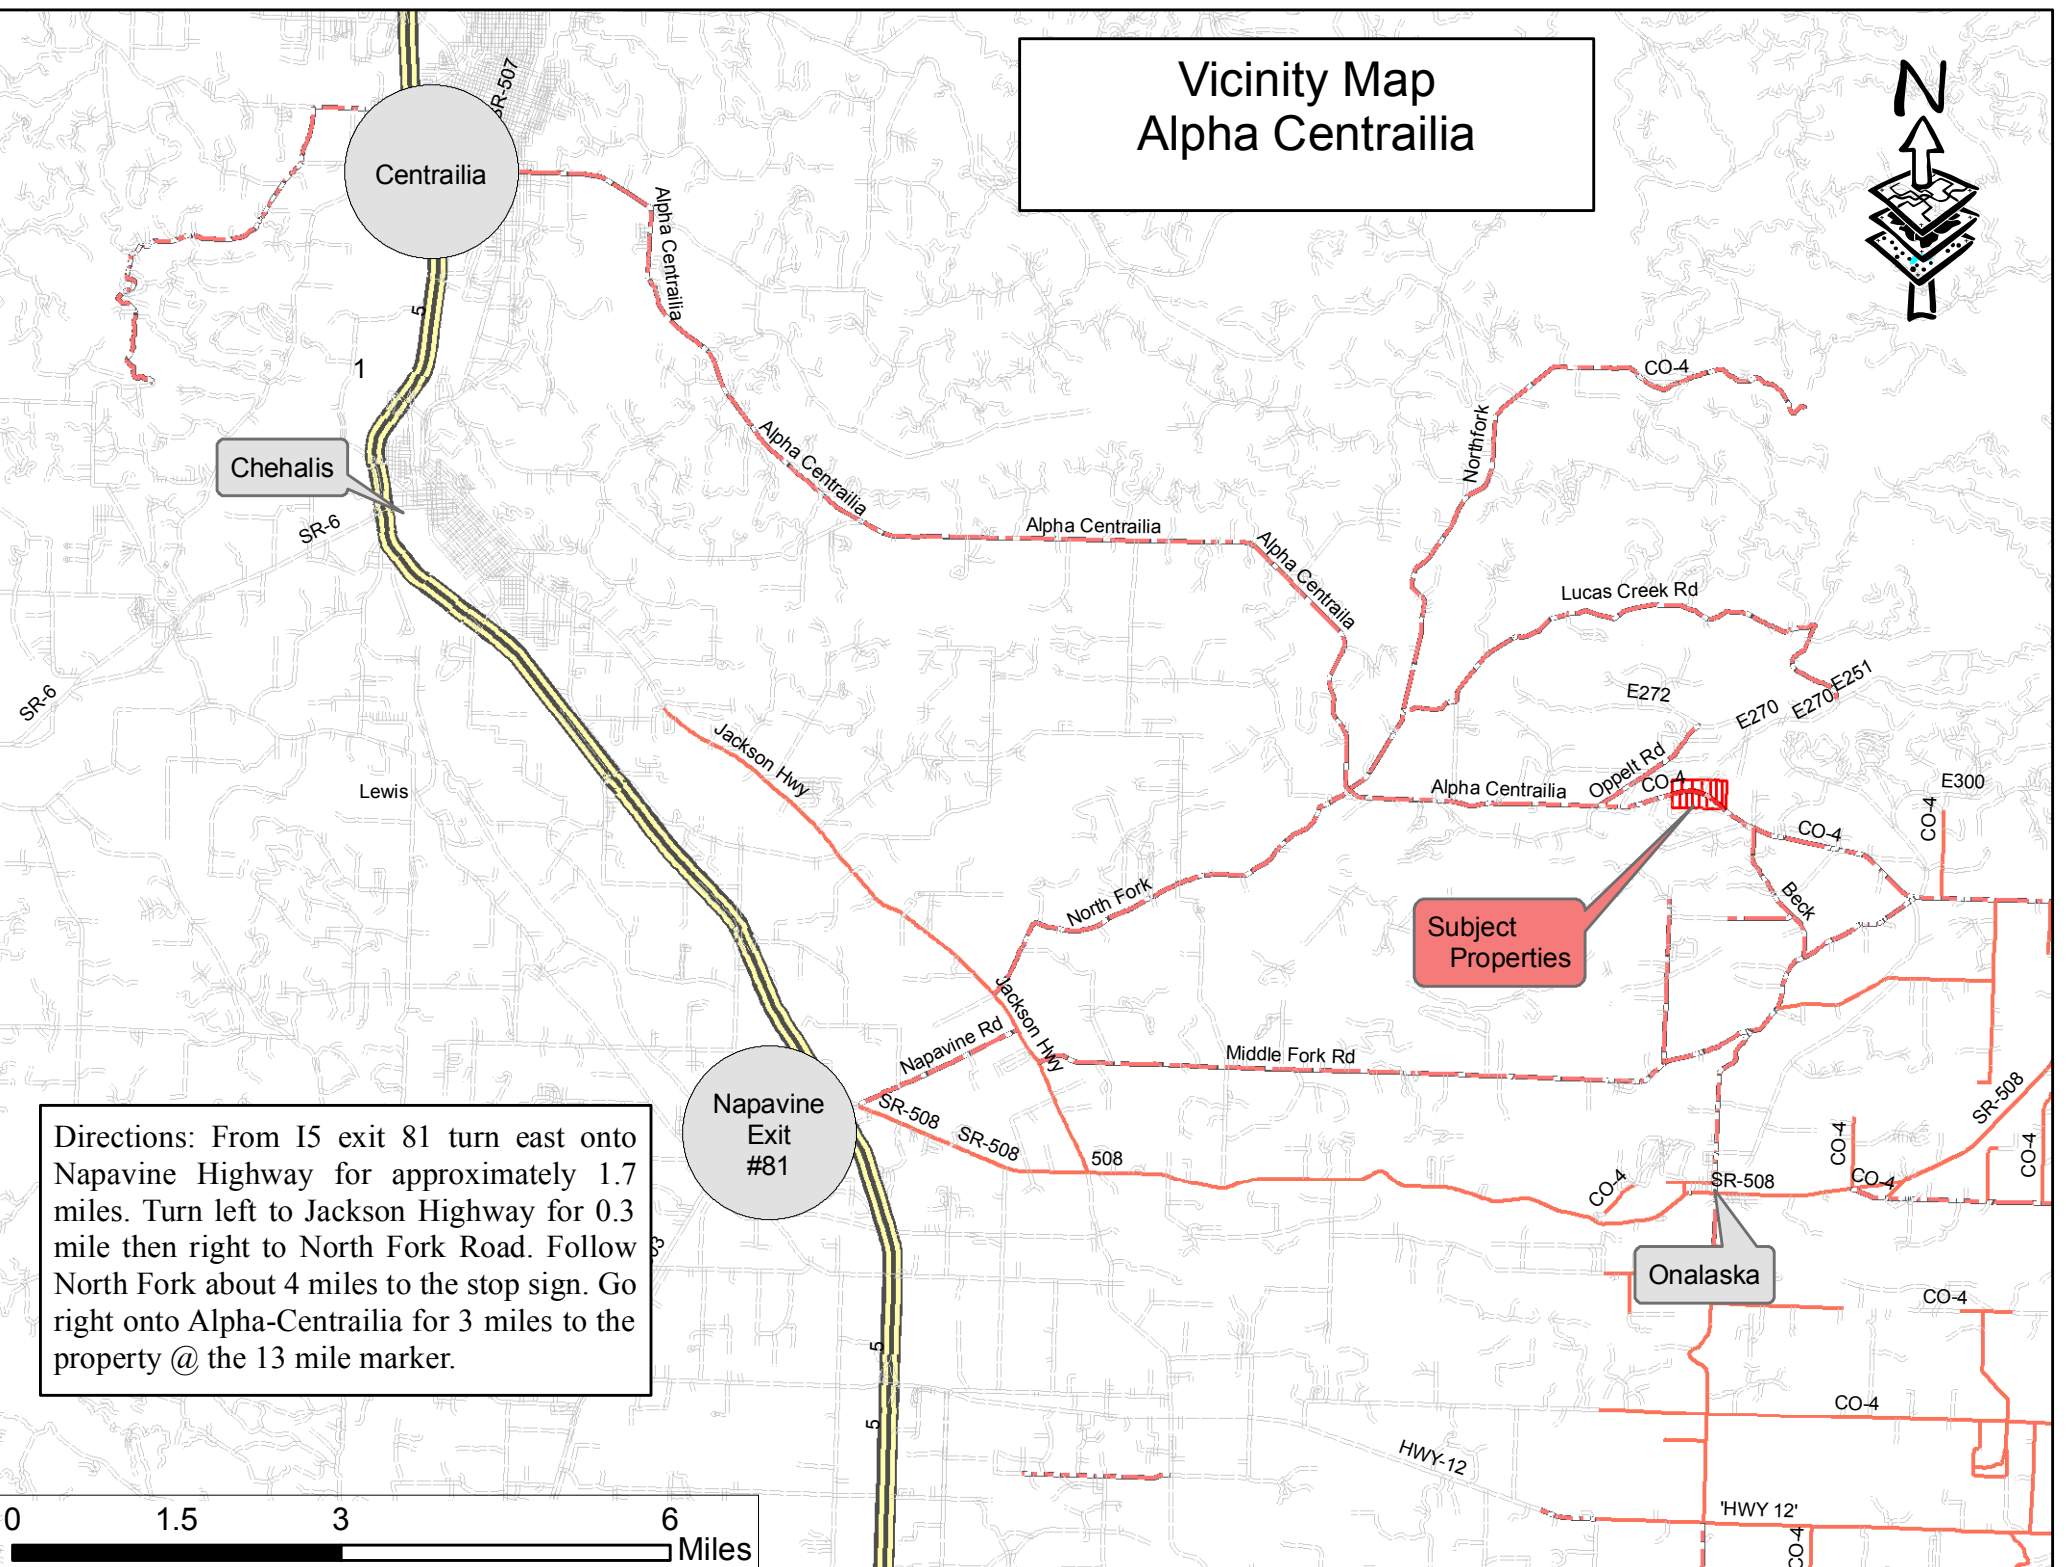 Vicinity Map
Alpha Centrailia
N
SR-507
Centrailia
Alpha Centrailia
5
1
CO-4
Northfork
Chehalis
SR-6
Alpha Centrailia
Alpha Centrailia
Alpha Centraila
Lucas Creek Rd
SR-6
E272
E270
E270
E251
Jackson Hwy
Lewis
Alpha Centrailia
Oppelt Rd
CO-4
E300
CO-4
CO-4
North Fork
Beck
Subject
Properties
Jackson Hwy
Napavine Rd
Middle Fork Rd
Napavine
Exit
#81
SR-508
SR-508
508
SR-508
CO-4
CO-4
CO-4
CO-4
SR-508
Onalaska
Directions: From I5 exit 81 turn east onto
Napavine Highway for approximately 1.7
miles. Turn left to Jackson Highway for 0.3
mile then right to North Fork Road. Follow
North Fork about 4 miles to the stop sign. Go
right onto Alpha-Centrailia for 3 miles to the
property @ the 13 mile marker.
CO-4
5
5
CO-4
HWY-12
'HWY 12'
CO-4
0 1.5 3 6
Miles